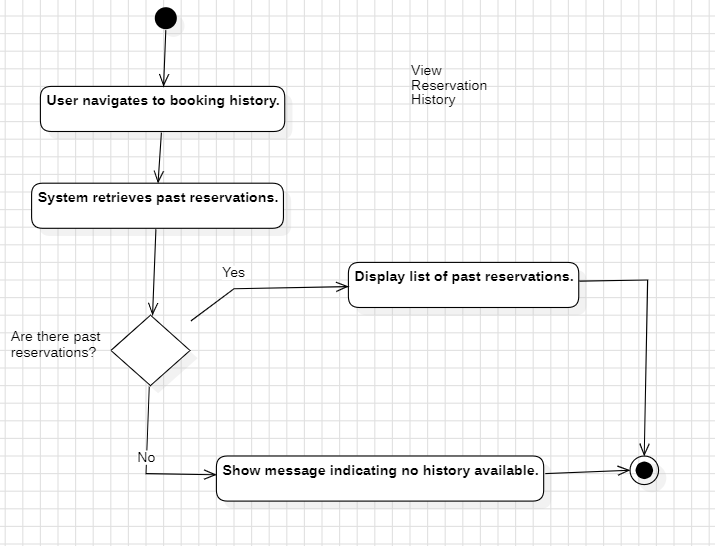 View
Reservation
History
User navigates to booking history.
System retrieves past reservations.
Yes
Display list of past reservations.
Are there past
reservations?
No
Show message indicating no history available.